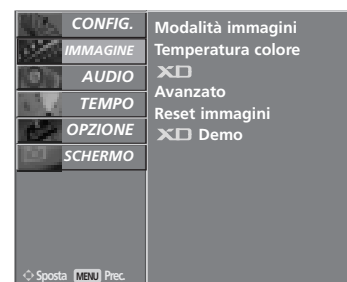 CONFIG.
IMMAGINE
AUDIO
TEMPO
OPZIONE
SCHERMO
Modalità immagini
Temperatura colore
XD
Avanzato
Reset immagini
XD Demo
Sposta MENU Prec.